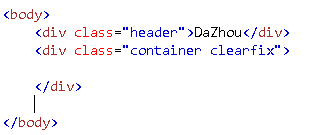 <body>
<div class="header">DaZhou</div>
<div class="container clearfix">
</div>
</body>